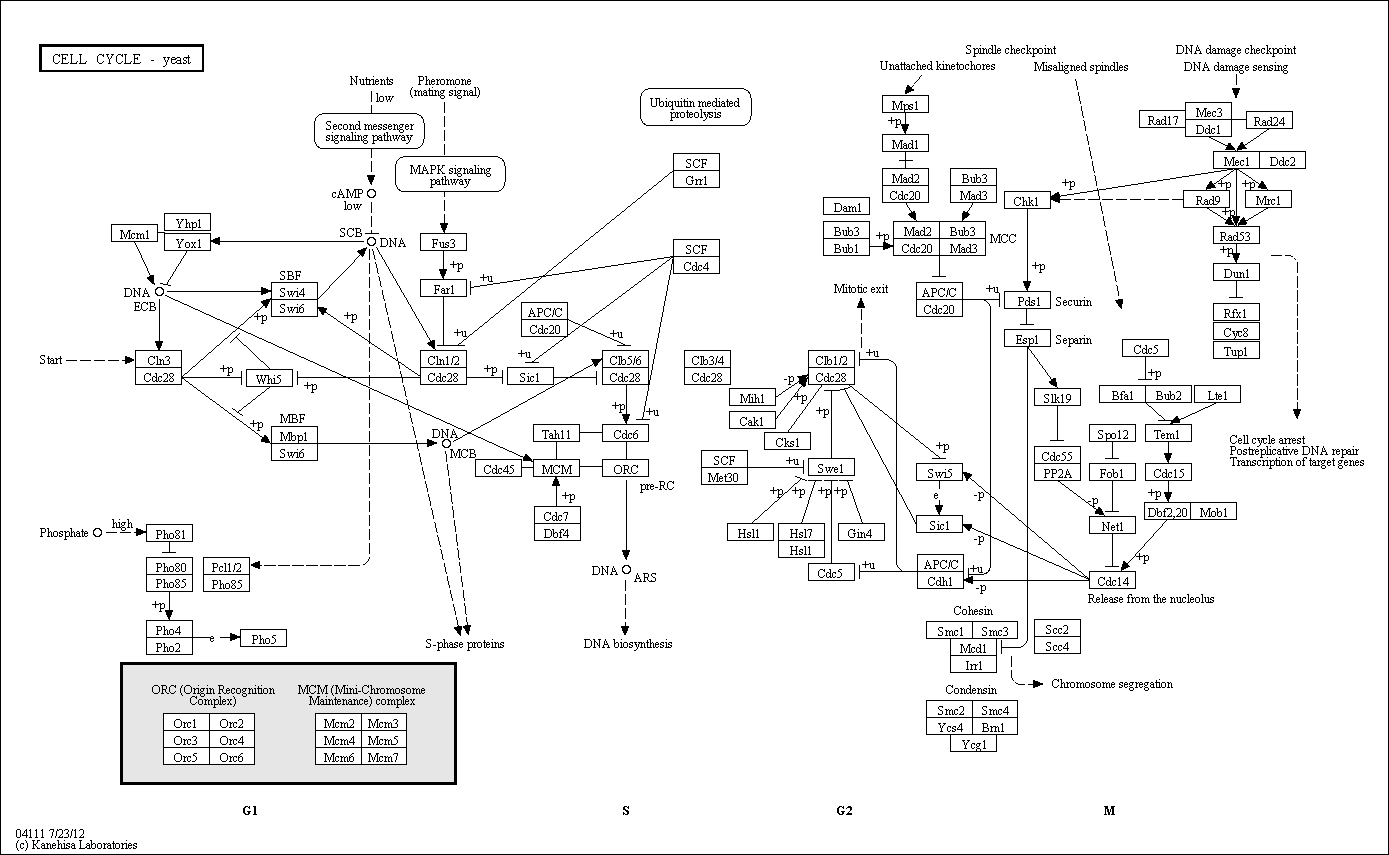 CELL CYCLE - yeast
Nutrients
low
Pheromone
(mating signal)
Second messenger
signaling pathway
MAPK signaling
pathway
Ubiquitin mediated
proteolysis
Spindle checkpoint
Unattached kinetochores
Misaligned spindles
DNA damage checkpoint
DNA damage sensing
cAMP
low
SCB
DNA
Mcm1
Yhp1
Yox1
DNA
ECB
SBF
Swi4
Swi6
+p
+p
Start
Cln3
Cdc28
+p
Whi5
+p
+p
MBF
Mbp1
Swi6
Fus3
+p
Far1
+u
+u
Cln1/2
Cdc28
+p
Sic1
+u
SCF
Grr1
SCF
Cdc4
APC/C
Cdc20
+u
Clb5/6
Cdc28
+p
+u
Clb3/4
Cdc28
DNA
MCB
Tah11
Cdc6
Cdc45
MCM
ORC
pre-RC
+p
Cdc7
Dbf4
DNA
ARS
S-phase proteins
DNA biosynthesis
Phosphate
high
Pho81
Pho80
Pho85
Pcl1/2
Pho85
+p
Pho4
Pho2
e
Pho5
Mps1
+p
Mad1
Mad2
Cdc20
Bub3
Mad3
Dam1
Bub3
Bub1
+p
Mad2
Bub3
Cdc20
Mad3
MCC
Mitotic exit
APC/C
Cdc20
+u
Clb1/2
Cdc28
+u
-p
Mih1
+p
Cak1
Cks1
SCF
Met30
+u
Swe1
+p
+p
+p
+p
Hsl1
Hsl7
Hsl1
Gin4
Cdc5
+u
+p
Swi5
-p
e
Sic1
-p
APC/C
Cdh1
+u
-p
Rad17
Mec3
Ddc1
Rad24
Mec1
Ddc2
+p
Chk1
+p
+p
Rad9
Mrc1
+p
+p
Rad53
+p
Dun1
Rfx1
Cyc8
Tup1
+p
Pds1
Securin
Esp1
Separin
Slk19
Cdc55
PP2A
-p
Cdc5
+p
Bfa1
Bub2
Lte1
Spo12
Tem1
Fob1
Cdc15
+p
Dbf2,20
Mob1
Net1
+p
Cdc14
Release from the nucleolus
Cell cycle arrest
Postreplicative DNA repair
Transcription of target genes
Cohesin
Smc1
Smc3
Mcd1
Irr1
Scc2
Scc4
Chromosome segregation
Condensin
Smc2
Smc4
Ycs4
Brn1
Ycg1
ORC (Origin Recognition
Complex)
Orc1
Orc2
Orc3
Orc4
Orc5
Orc6
MCM (Mini-Chromosome
Maintenance) complex
Mcm2
Mcm3
Mcm4
Mcm5
Mcm6
Mcm7
G1
S
G2
M
04111 7/23/12
(c) Kanehisa Laboratories